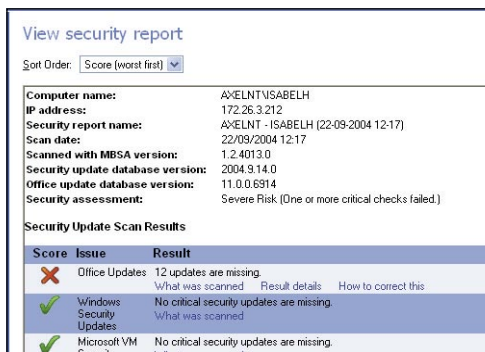 View security report
Sort Order: Score (worst first)
Computer name: AXELNT\ISABELH
IP address: 172.26.3.212
Security report name: AXELNT - ISABELH (22-09-2004 12-17)
Scan date: 22/09/2004 12:17
Scanned with MBSA version: 1.2.4013.0
Security update database version: 2004.9.14.0
Office update database version: 11.0.0.6914
Security assessment: Severe Risk (One or more critical checks failed.)
Security Update Scan Results
Score Issue Result
Office Updates 12 updates are missing.
What was scanned Result details How to correct this
Windows No critical security updates are missing.
Security What was scanned
Updates
Microsoft VM No critical security updates are missing.